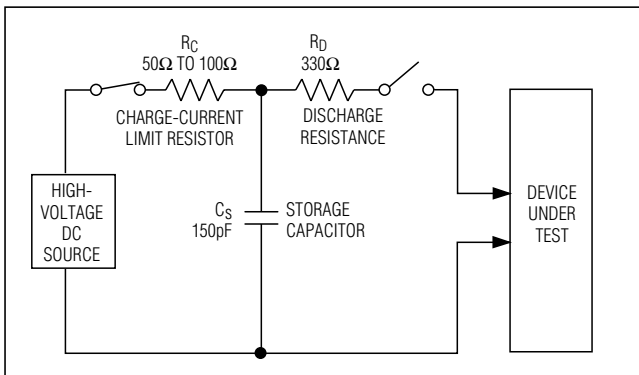 R_C
50Ω TO 100Ω
CHARGE-CURRENT
LIMIT RESISTOR
R_D
330Ω
DISCHARGE
RESISTANCE
HIGH-
VOLTAGE
DC
SOURCE
C_S
150pF
STORAGE
CAPACITOR
DEVICE
UNDER
TEST